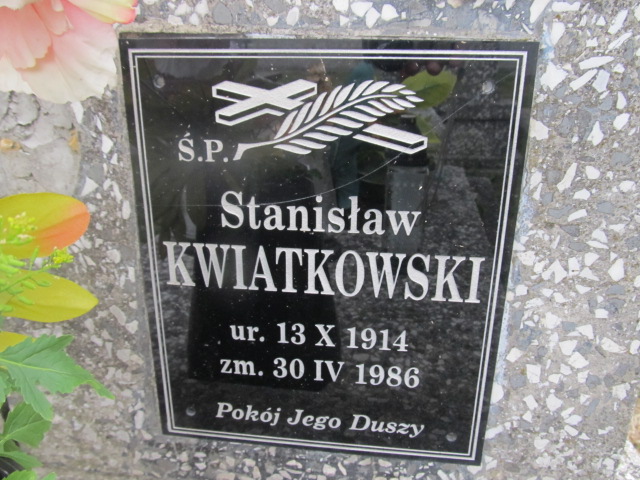 Ś.P.
Stanisław
KWIATKOWSKI
ur. 13 X 1914
zm. 30 IV 1986
Pokój Jego Duszy